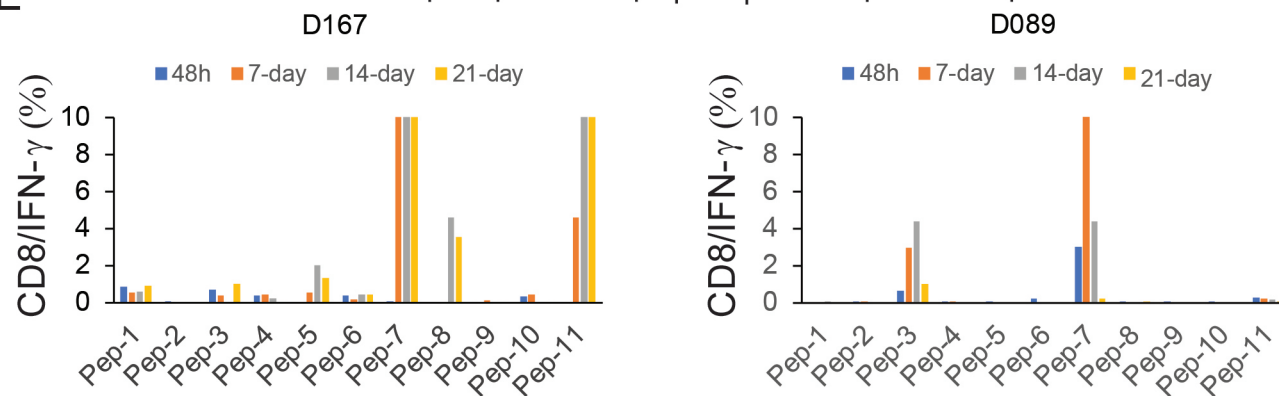 D167
48h 7-day 14-day 21-day
CD8/IFN-γ (%)
10
8
6
4
2
0
Pep-1 Pep-2 Pep-3 Pep-4 Pep-5 Pep-6 Pep-7 Pep-8 Pep-9 Pep-10 Pep-11
D089
48h 7-day 14-day 21-day
CD8/IFN-γ (%)
10
8
6
4
2
0
Pep-1 Pep-2 Pep-3 Pep-4 Pep-5 Pep-6 Pep-7 Pep-8 Pep-9 Pep-10 Pep-11